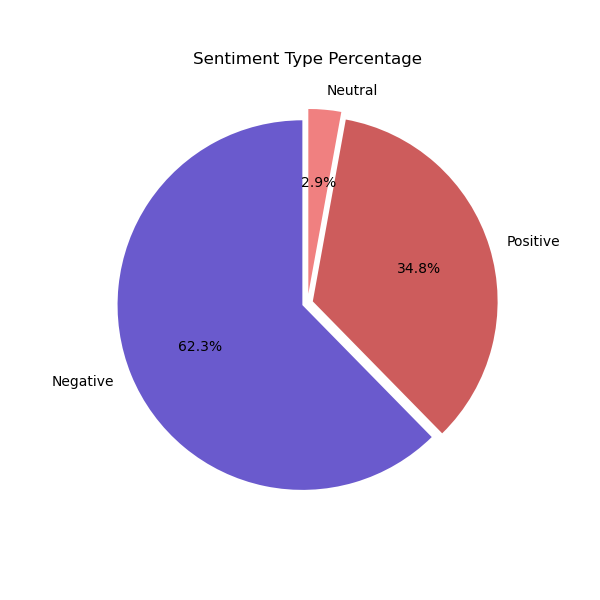 Sentiment Type Percentage
Neutral
2.9%
Positive
34.8%
62.3%
Negative